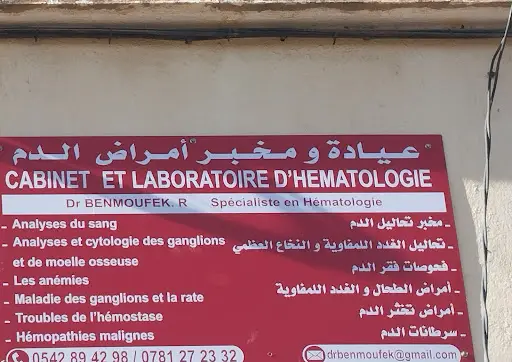 عيادة و مخبر أمراض الدم
CABINET ET LABORATOIRE D'HEMATOLOGIE
Dr BENMOUFEK. R Spécialiste en Hématologie
- Analyses du sang
- Analyses et cytologie des ganglions
et de moelle osseuse
- Les anémies
- Maladie des ganglions et la rate
- Troubles de l'hémostase
- Hémopathies malignes
- مخبر تحاليل الدم
- تحاليل الغدد اللمفاوية و النخاع العظمي
- فحوصات فقر الدم
- أمراض الطحال و الغدد اللمفاوية
- أمراض تخثر الدم
- سرطانات الدم
0542 89 42 98 / 0781 27 23 32
drbenmoufek@gmail.com